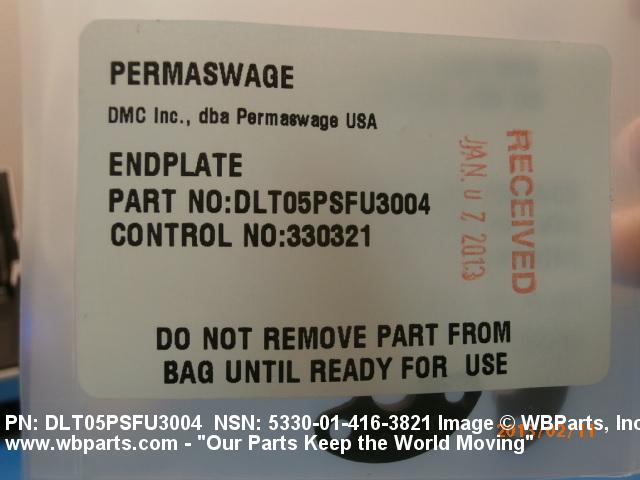 PERMASWAGE
DMC Inc., dba Permaswage USA
ENDPLATE
PART NO:DLT05PSFU3004
CONTROL NO:330321
RECEIVED
JAN 07 2013
DO NOT REMOVE PART FROM
BAG UNTIL READY FOR USE
PN: DLT05PSFU3004 NSN: 5330-01-416-3821 Image © WBParts, Inc
www.wbparts.com - "Our Parts Keep the World Moving"